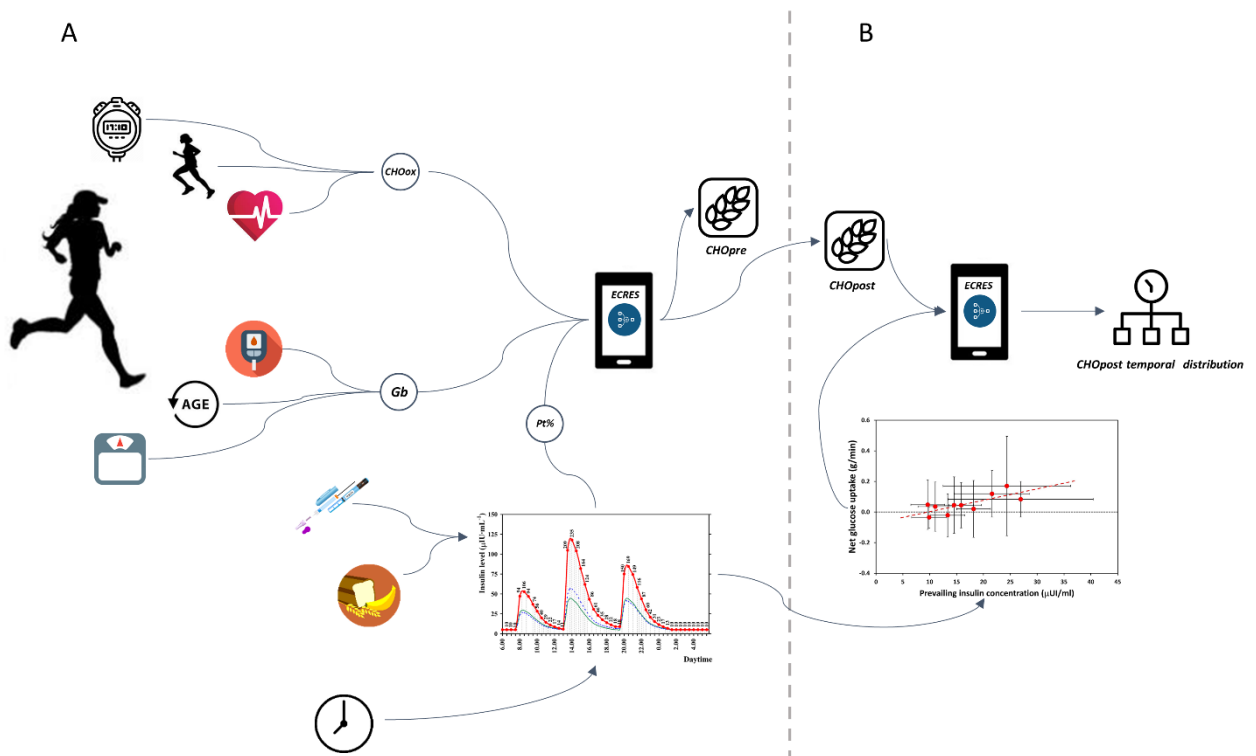 A
B
17:10
CHOox
CHOpre
CHOpost
ECRES
ECRES
CHOpost temporal distribution
AGE
Gb
Pt%
Net glucose uptake (g/min)
0.6
0.4
0.2
0.0
-0.2
-0.4
0 5 10 15 20 25 30 35 40 45
Prevailing insulin concentration (µUI/ml)
Insulin level (µIU·mL⁻¹)
150
125
100
75
50
25
0
6.00 8.00 10.00 12.00 14.00 16.00 18.00 20.00 22.00 0.00 2.00 4.00
Daytime